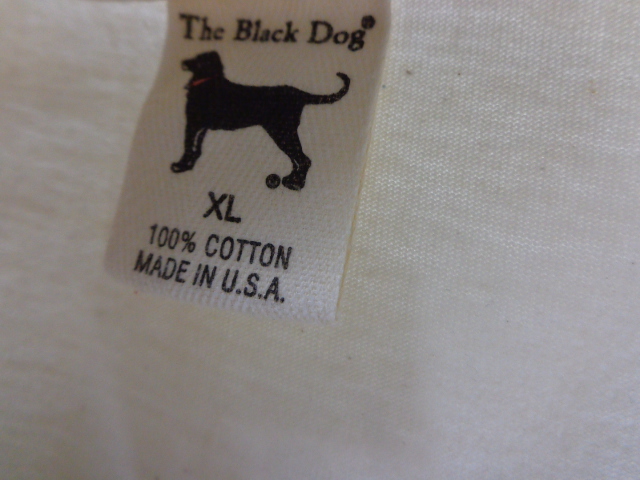 The Black Dog®
®
XL
100% COTTON
MADE IN U.S.A.